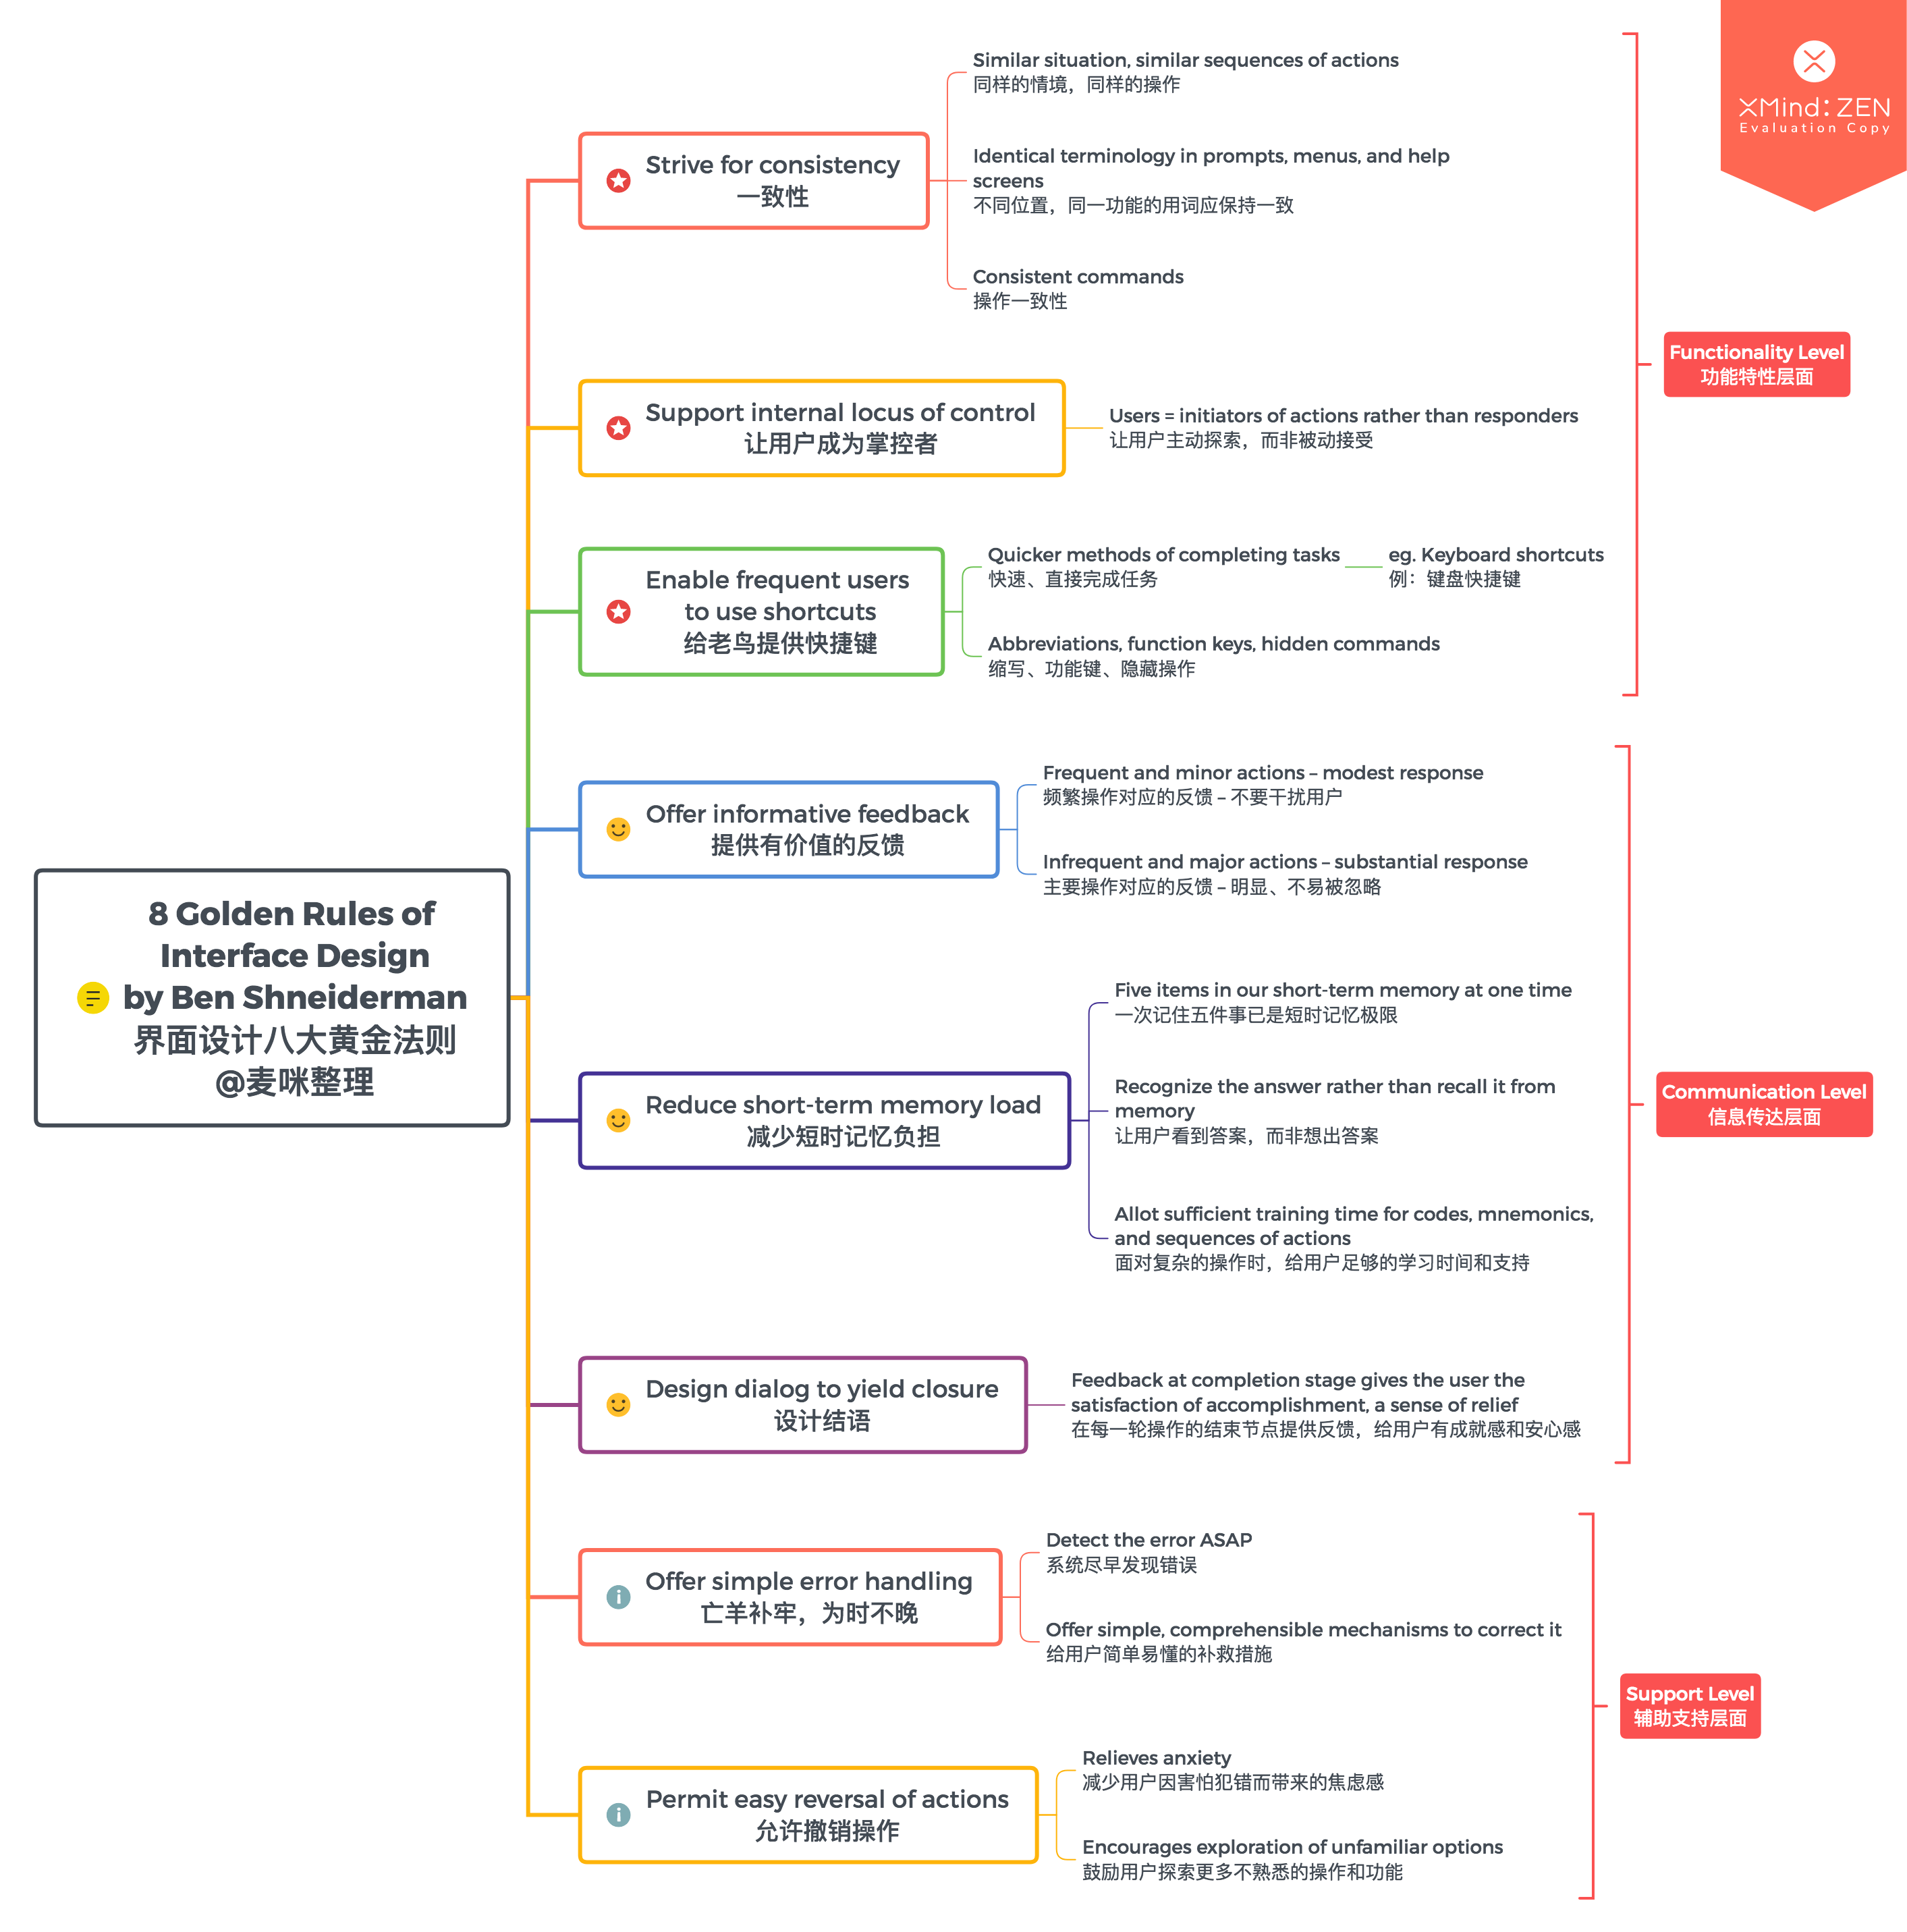 XMind: ZEN
Evaluation Copy
8 Golden Rules of
Interface Design
by Ben Shneiderman
界面设计八大黄金法则
@麦咪整理
Strive for consistency
一致性
Similar situation, similar sequences of actions
同样的情境，同样的操作
Identical terminology in prompts, menus, and help
screens
不同位置，同一功能的用词应保持一致
Consistent commands
操作一致性
Support internal locus of control
让用户成为掌控者
Users = initiators of actions rather than responders
让用户主动探索，而非被动接受
Enable frequent users
to use shortcuts
给老鸟提供快捷键
Quicker methods of completing tasks
快速、直接完成任务
eg. Keyboard shortcuts
例：键盘快捷键
Abbreviations, function keys, hidden commands
缩写、功能键、隐藏操作
Functionality Level
功能特性层面
Offer informative feedback
提供有价值的反馈
Frequent and minor actions – modest response
频繁操作对应的反馈 – 不要干扰用户
Infrequent and major actions – substantial response
主要操作对应的反馈 – 明显、不易被忽略
Reduce short-term memory load
减少短时记忆负担
Five items in our short-term memory at one time
一次记住五件事已是短时记忆极限
Recognize the answer rather than recall it from
memory
让用户看到答案，而非想出答案
Allot sufficient training time for codes, mnemonics,
and sequences of actions
面对复杂的操作时，给用户足够的学习时间和支持
Design dialog to yield closure
设计结语
Feedback at completion stage gives the user the
satisfaction of accomplishment, a sense of relief
在每一轮操作的结束节点提供反馈，给用户有成就感和安心感
Communication Level
信息传达层面
Offer simple error handling
亡羊补牢，为时不晚
Detect the error ASAP
系统尽早发现错误
Offer simple, comprehensible mechanisms to correct it
给用户简单易懂的补救措施
Permit easy reversal of actions
允许撤销操作
Relieves anxiety
减少用户因害怕犯错而带来的焦虑感
Encourages exploration of unfamiliar options
鼓励用户探索更多不熟悉的操作和功能
Support Level
辅助支持层面